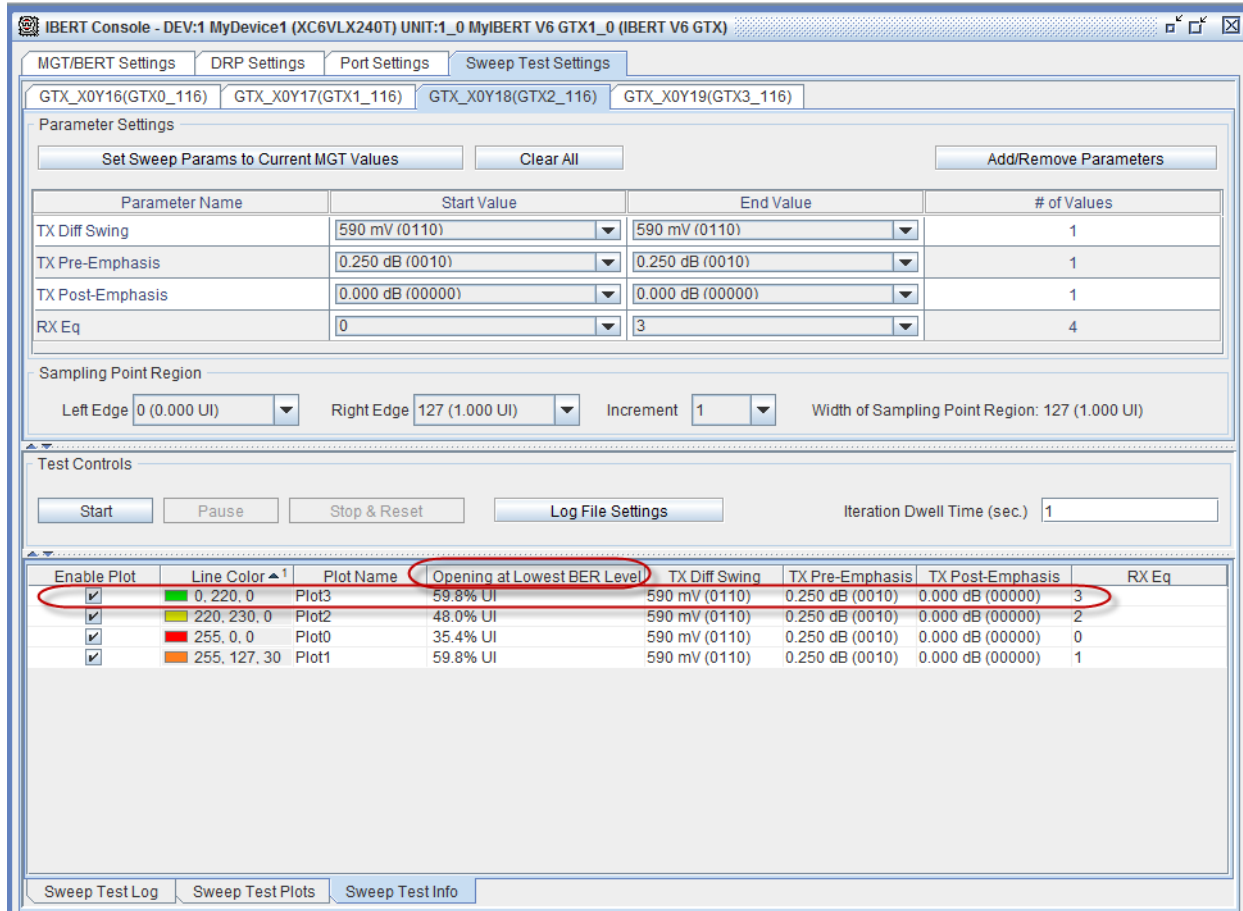 IBERT Console - DEV:1 MyDevice1 (XC6VLX240T) UNIT:1_0 MyIBERT V6 GTX1_0 (IBERT V6 GTX)
MGT/BERT Settings DRP Settings Port Settings Sweep Test Settings
GTX_X0Y16(GTX0_116) GTX_X0Y17(GTX1_116) GTX_X0Y18(GTX2_116) GTX_X0Y19(GTX3_116)
Parameter Settings
Set Sweep Params to Current MGT Values Clear All Add/Remove Parameters
Parameter Name Start Value End Value # of Values
TX Diff Swing 590 mV (0110) 590 mV (0110) 1
TX Pre-Emphasis 0.250 dB (0010) 0.250 dB (0010) 1
TX Post-Emphasis 0.000 dB (00000) 0.000 dB (00000) 1
RX Eq 0 3 4
Sampling Point Region
Left Edge 0 (0.000 UI) Right Edge 127 (1.000 UI) Increment 1 Width of Sampling Point Region: 127 (1.000 UI)
Test Controls
Start Pause Stop & Reset Log File Settings Iteration Dwell Time (sec.) 1
Enable Plot Line Color 1 Plot Name Opening at Lowest BER Level TX Diff Swing TX Pre-Emphasis TX Post-Emphasis RX Eq
0, 220, 0 Plot3 59.8% UI 590 mV (0110) 0.250 dB (0010) 0.000 dB (00000) 3
220, 230, 0 Plot2 48.0% UI 590 mV (0110) 0.250 dB (0010) 0.000 dB (00000) 2
255, 0, 0 Plot0 35.4% UI 590 mV (0110) 0.250 dB (0010) 0.000 dB (00000) 0
255, 127, 30 Plot1 59.8% UI 590 mV (0110) 0.250 dB (0010) 0.000 dB (00000) 1
Sweep Test Log Sweep Test Plots Sweep Test Info